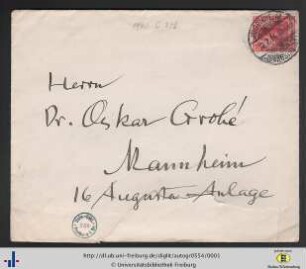 Herrn
Dr. Oskar Grohé
Mannheim
16 Augusta-Anlage
http://dl.ub.uni-freiburg.de/diglit/autogr0554/0001
© Universitätsbibliothek Freiburg